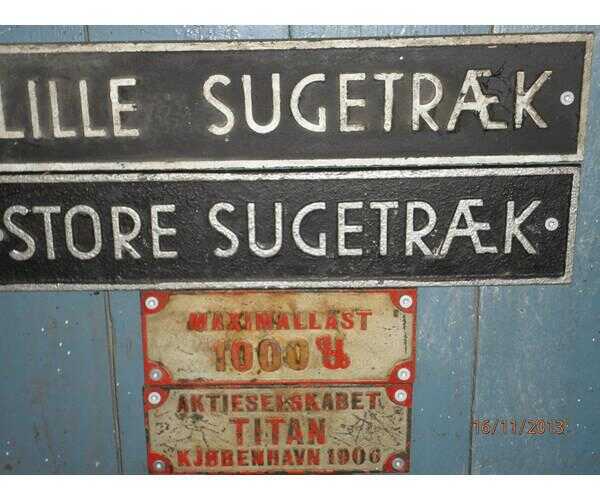 LILLE SUGETRÆK
STORE SUGETRÆK
MAXIMALLAST
1000 ℔
AKTIESELSKABET
TITAN
KJØBENHAVN 1906
16/11/2013